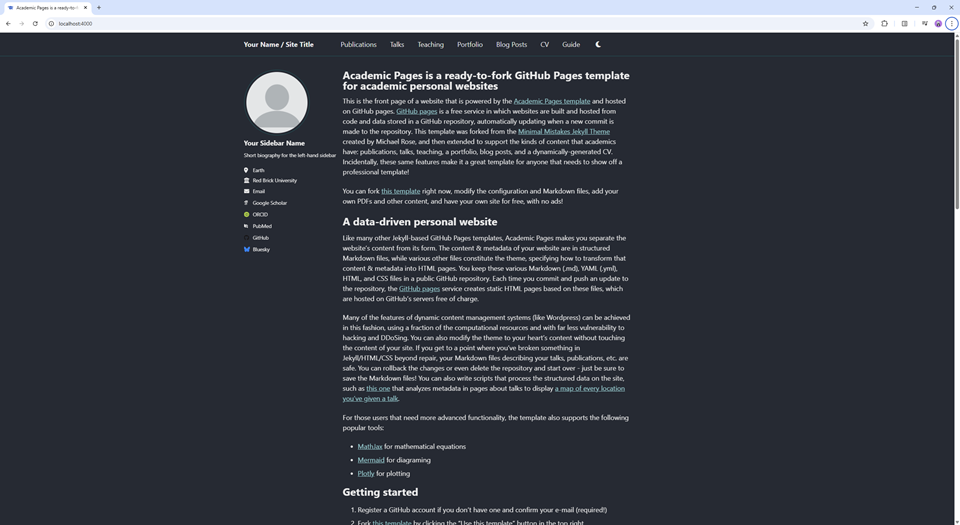 Academic Pages is a ready-to-f
localhost:4000
Your Name / Site Title
Publications
Talks
Teaching
Portfolio
Blog Posts
CV
Guide
Your Sidebar Name
Short biography for the left-hand sidebar
Earth
Red Brick University
Email
Google Scholar
ORCID
PubMed
GitHub
Bluesky
Academic Pages is a ready-to-fork GitHub Pages template
for academic personal websites
This is the front page of a website that is powered by the Academic Pages template and hosted
on GitHub pages. GitHub pages is a free service in which websites are built and hosted from
code and data stored in a GitHub repository, automatically updating when a new commit is
made to the repository. This template was forked from the Minimal Mistakes Jekyll Theme
created by Michael Rose, and then extended to support the kinds of content that academics
have: publications, talks, teaching, a portfolio, blog posts, and a dynamically-generated CV.
Incidentally, these same features make it a great template for anyone that needs to show off a
professional template!
You can fork this template right now, modify the configuration and Markdown files, add your
own PDFs and other content, and have your own site for free, with no ads!
A data-driven personal website
Like many other Jekyll-based GitHub Pages templates, Academic Pages makes you separate the
website's content from its form. The content & metadata of your website are in structured
Markdown files, while various other files constitute the theme, specifying how to transform that
content & metadata into HTML pages. You keep these various Markdown (.md), YAML (.yml),
HTML, and CSS files in a public GitHub repository. Each time you commit and push an update to
the repository, the GitHub pages service creates static HTML pages based on these files, which
are hosted on GitHub's servers free of charge.
Many of the features of dynamic content management systems (like Wordpress) can be achieved
in this fashion, using a fraction of the computational resources and with far less vulnerability to
hacking and DDoSing. You can also modify the theme to your heart's content without touching
the content of your site. If you get to a point where you've broken something in
Jekyll/HTML/CSS beyond repair, your Markdown files describing your talks, publications, etc. are
safe. You can rollback the changes or even delete the repository and start over - just be sure to
save the Markdown files! You can also write scripts that process the structured data on the site,
such as this one that analyzes metadata in pages about talks to display a map of every location
you've given a talk.
For those users that need more advanced functionality, the template also supports the following
popular tools:
• MathJax for mathematical equations
• Mermaid for diagraming
• Plotly for plotting
Getting started
1. Register a GitHub account if you don't have one and confirm your e-mail (required!)
2. Fork this template by clicking the "Use this template" button in the top right